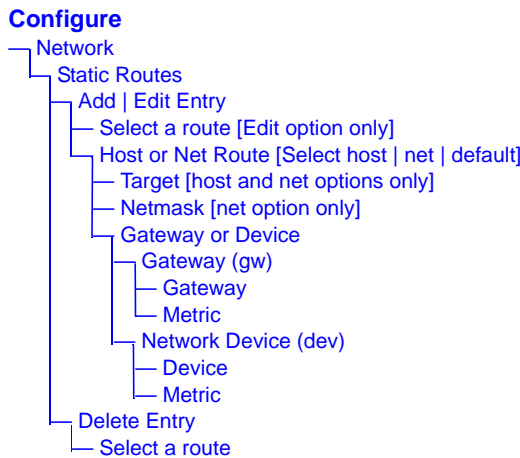 Configure
Network
Static Routes
Add | Edit Entry
Select a route [Edit option only]
Host or Net Route [Select host | net | default]
Target [host and net options only]
Netmask [net option only]
Gateway or Device
Gateway (gw)
Gateway
Metric
Network Device (dev)
Device
Metric
Delete Entry
Select a route